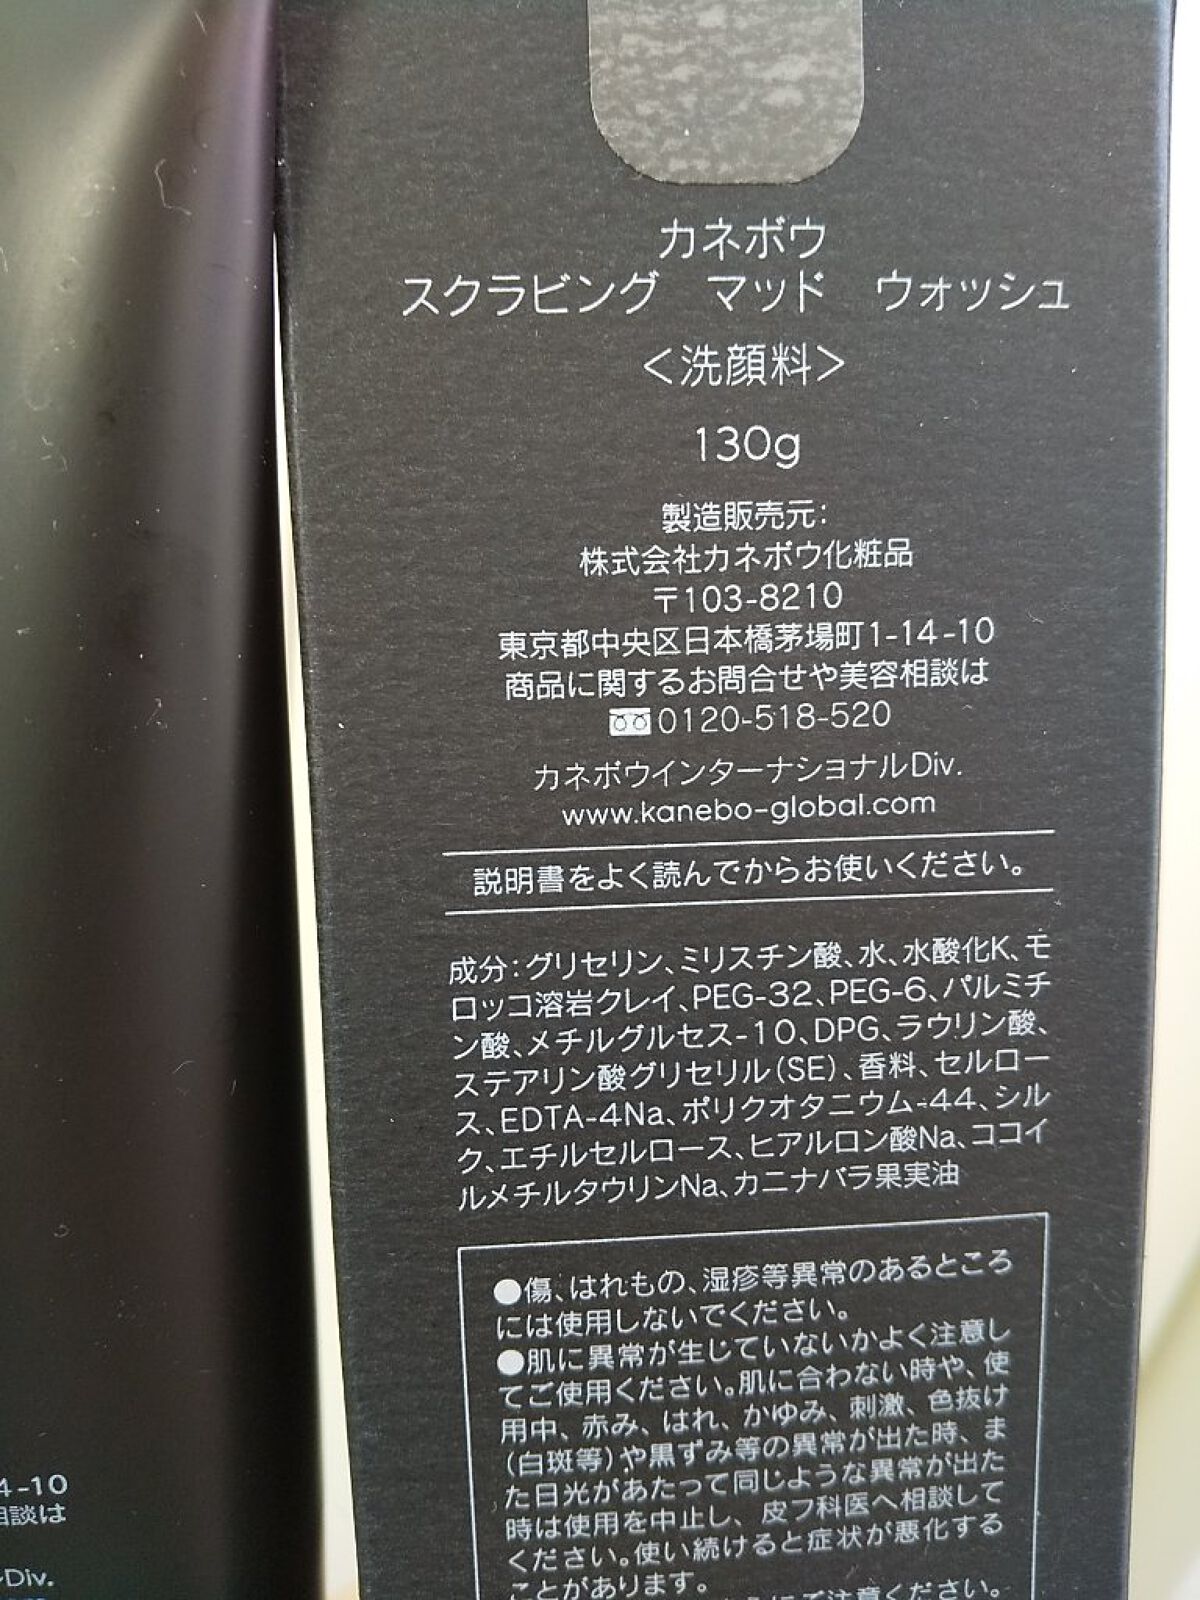 カネボウ
スクラビング マッド ウォッシュ
<洗顔料>
130g
製造販売元:
株式会社カネボウ化粧品
〒103-8210
東京都中央区日本橋茅場町1-14-10
商品に関するお問合せや美容相談は
0120-518-520
カネボウインターナショナルDiv.
www.kanebo-global.com
説明書をよく読んでからお使いください。
成分:グリセリン、ミリスチン酸、水、水酸化K、モ
ロッコ溶岩クレイ、PEG-32、PEG-6、パルミチ
ン酸、メチルグルセス-10、DPG、ラウリン酸、
ステアリン酸グリセリル(SE)、香料、セルロー
ス、EDTA-4Na、ポリクオタニウム-44、シル
ク、エチルセルロース、ヒアルロン酸Na、ココイ
ルメチルタウリンNa、カニナバラ果実油
●傷、はれもの、湿疹等異常のあるところ
には使用しないでください。
●肌に異常が生じていないかよく注意し
てご使用ください。肌に合わない時や、使
用中、赤み、はれ、かゆみ、刺激、色抜け
(白斑等)や黒ずみ等の異常が出た時、ま
た日光があたって同じような異常が出た
時は使用を中止し、皮フ科医へ相談して
ください。使い続けると症状が悪化する
ことがあります。
ご注意ください。
4-10
相談は
Div.